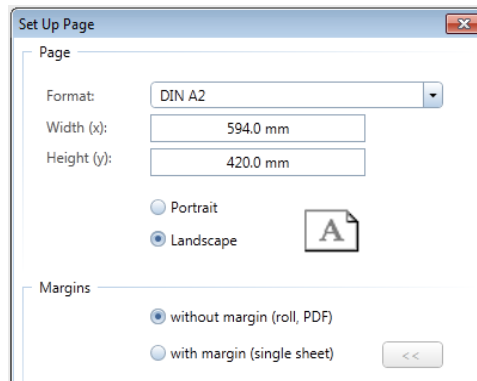 Set Up Page
Page
Format: DIN A2
Width (x): 594.0 mm
Height (y): 420.0 mm
Portrait
Landscape
A
Margins
without margin (roll, PDF)
with margin (single sheet) <<